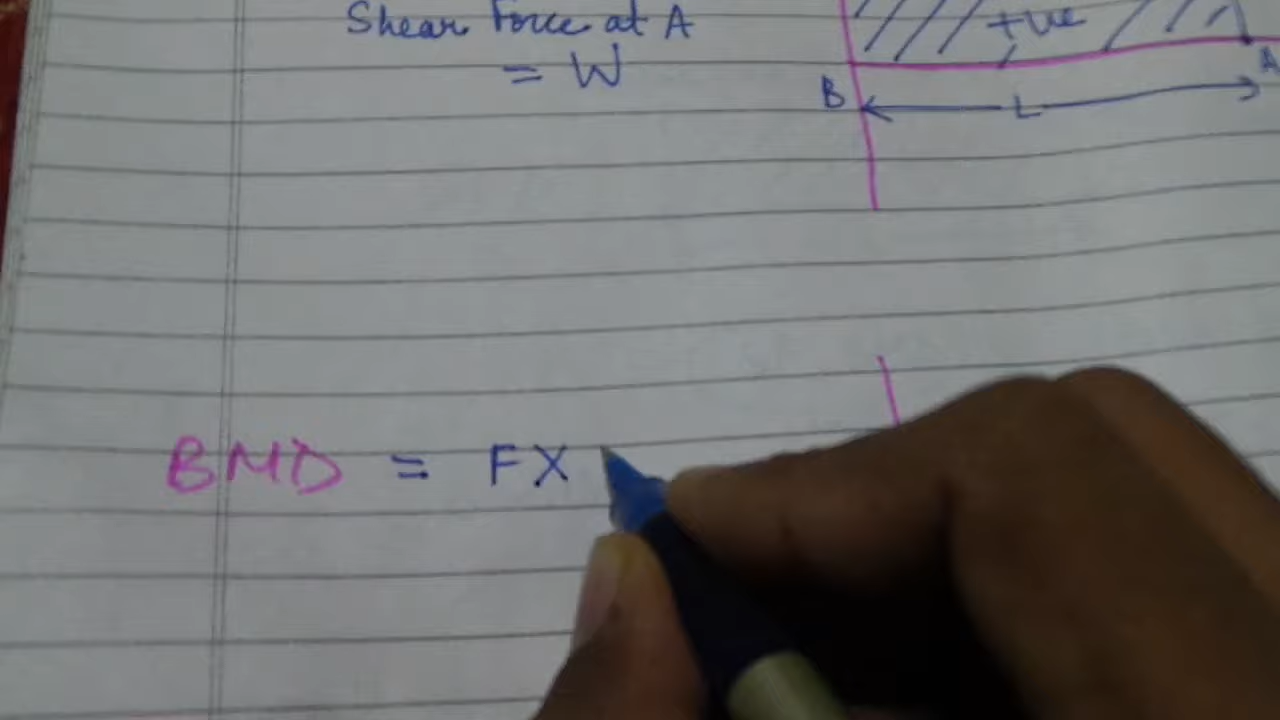 Shear Force at A
= W
+ve
A
B
L
BMD = FX